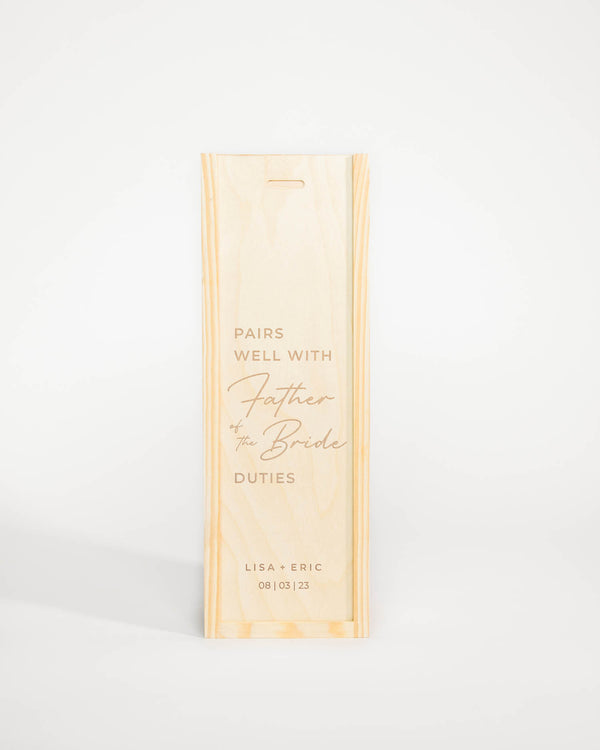 PAIRS
WELL WITH
Father
of the Bride
DUTIES
LISA + ERIC
08 | 03 | 23